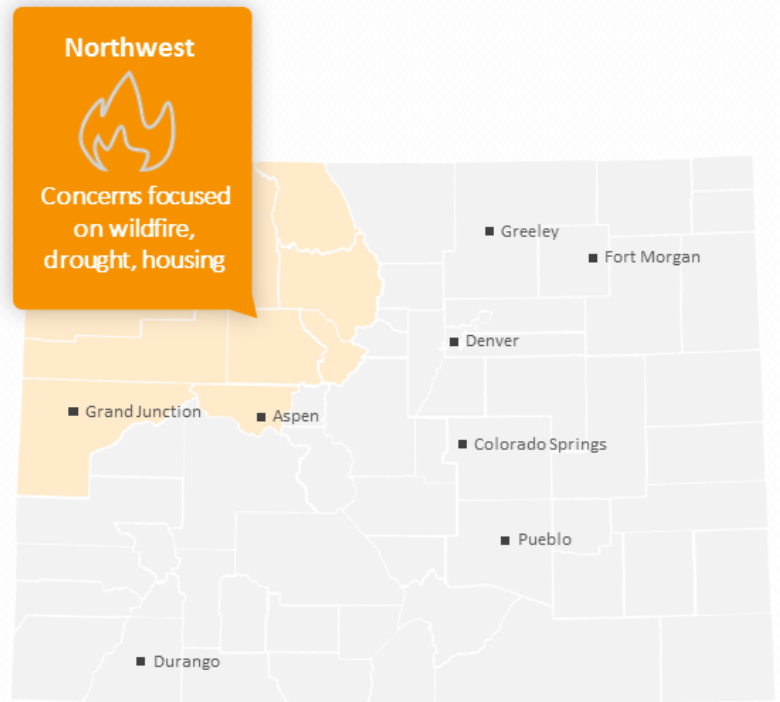 Northwest
Concerns focused
on wildfire,
drought, housing
Greeley
Fort Morgan
Denver
Grand Junction
Aspen
Colorado Springs
Pueblo
Durango